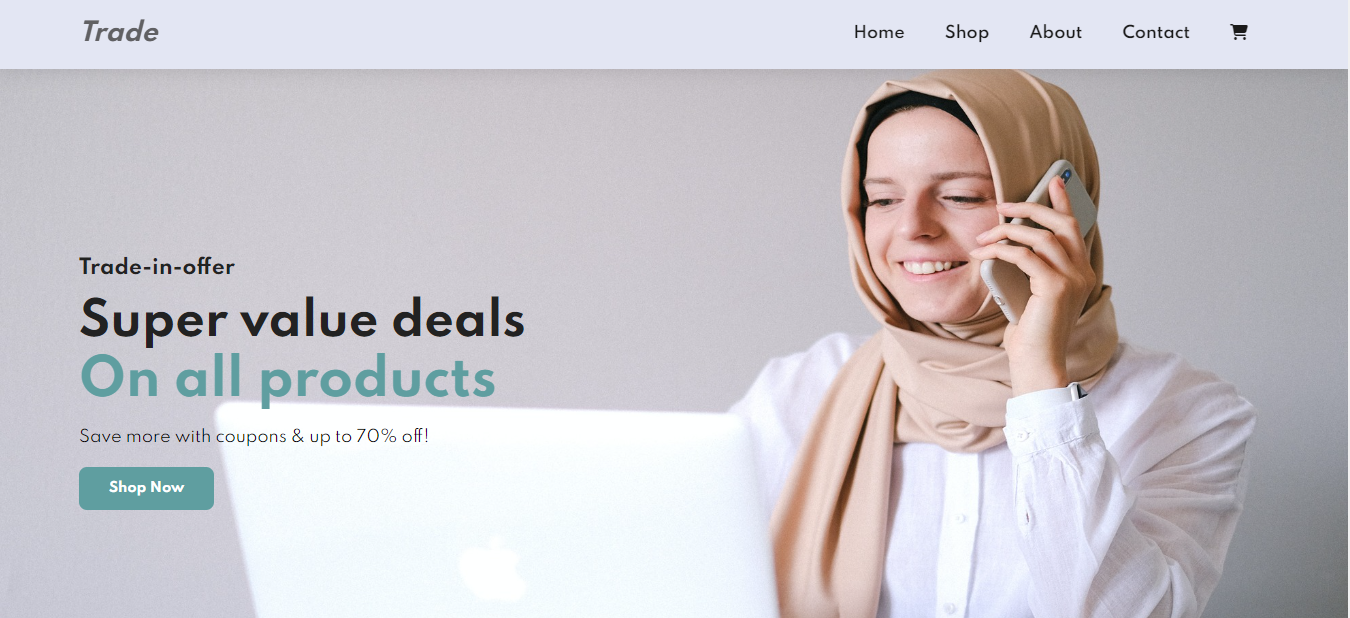 Trade
Home Shop About Contact
Trade-in-offer
Super value deals
On all products
Save more with coupons & up to 70% off!
Shop Now